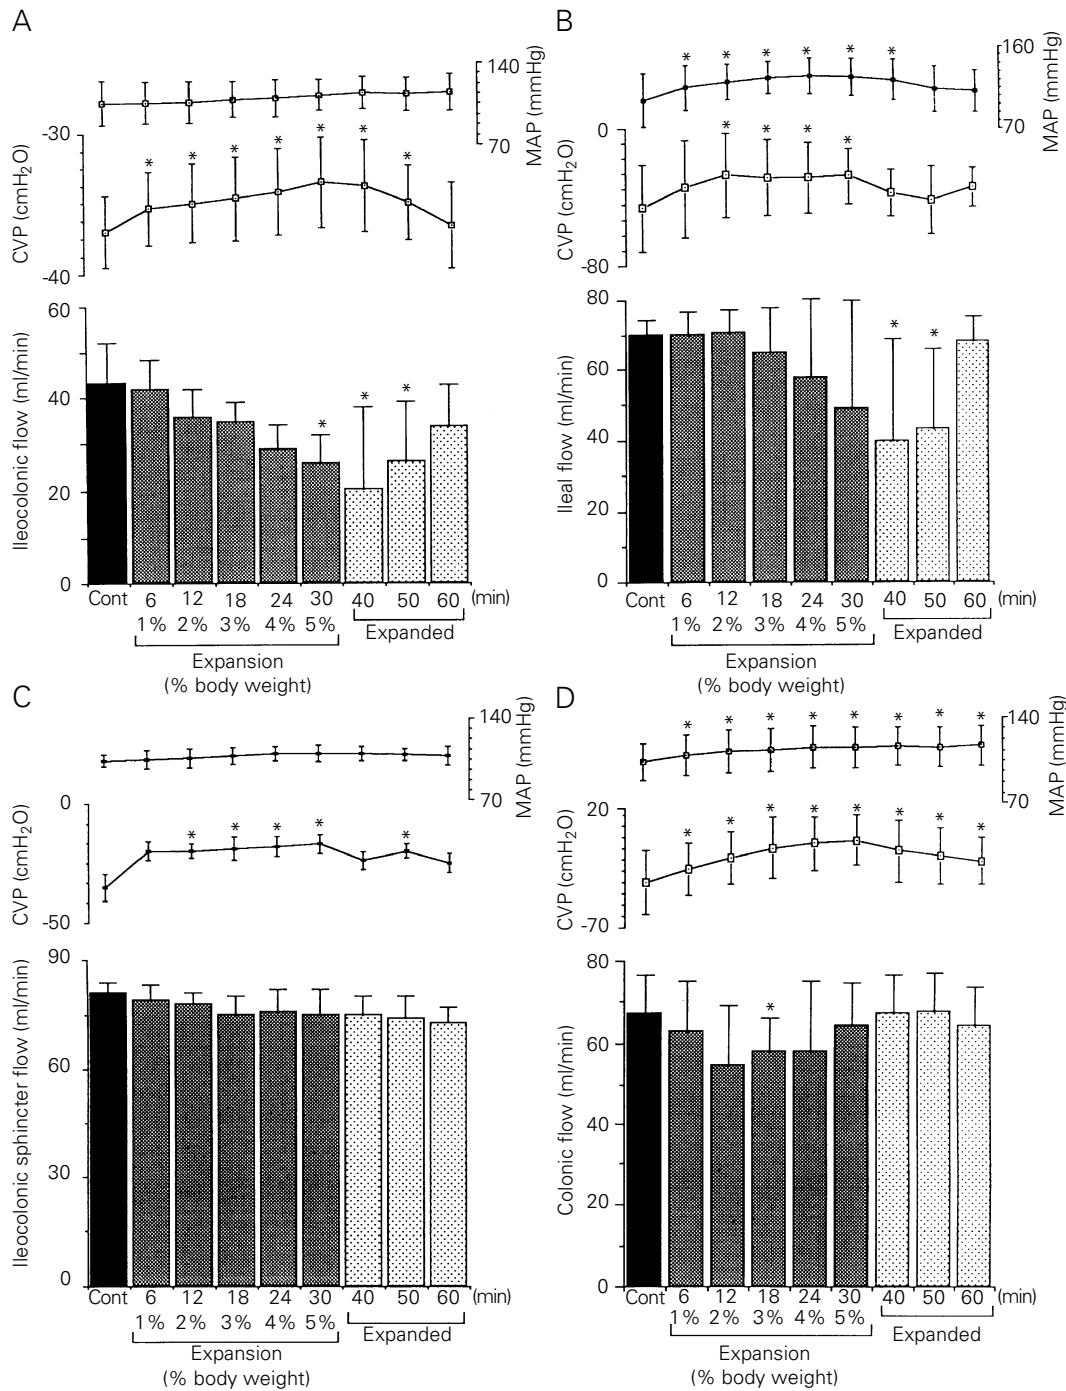 A
140
MAP (mmHg)
70
-30
CVP (cmH2O)
-40
* * * * * * *
60
40
20
0
Ileocolonic flow (ml/min)
* * *
Cont 6 12 18 24 30 40 50 60 (min)
1% 2% 3% 4% 5% Expanded
Expansion
(% body weight)
B
160
MAP (mmHg)
70
* * * * * *
0
CVP (cmH2O)
-80
* * * *
80
60
40
20
0
Ileal flow (ml/min)
* *
Cont 6 12 18 24 30 40 50 60 (min)
1% 2% 3% 4% 5% Expanded
Expansion
(% body weight)
C
140
MAP (mmHg)
70
0
CVP (cmH2O)
-50
* * * * *
90
60
30
0
Ileocolonic sphincter flow (ml/min)
Cont 6 12 18 24 30 40 50 60 (min)
1% 2% 3% 4% 5% Expanded
Expansion
(% body weight)
D
140
MAP (mmHg)
70
* * * * * * * *
20
CVP (cmH2O)
-70
* * * * * * * *
80
60
40
20
0
Colonic flow (ml/min)
*
Cont 6 12 18 24 30 40 50 60 (min)
1% 2% 3% 4% 5% Expanded
Expansion
(% body weight)